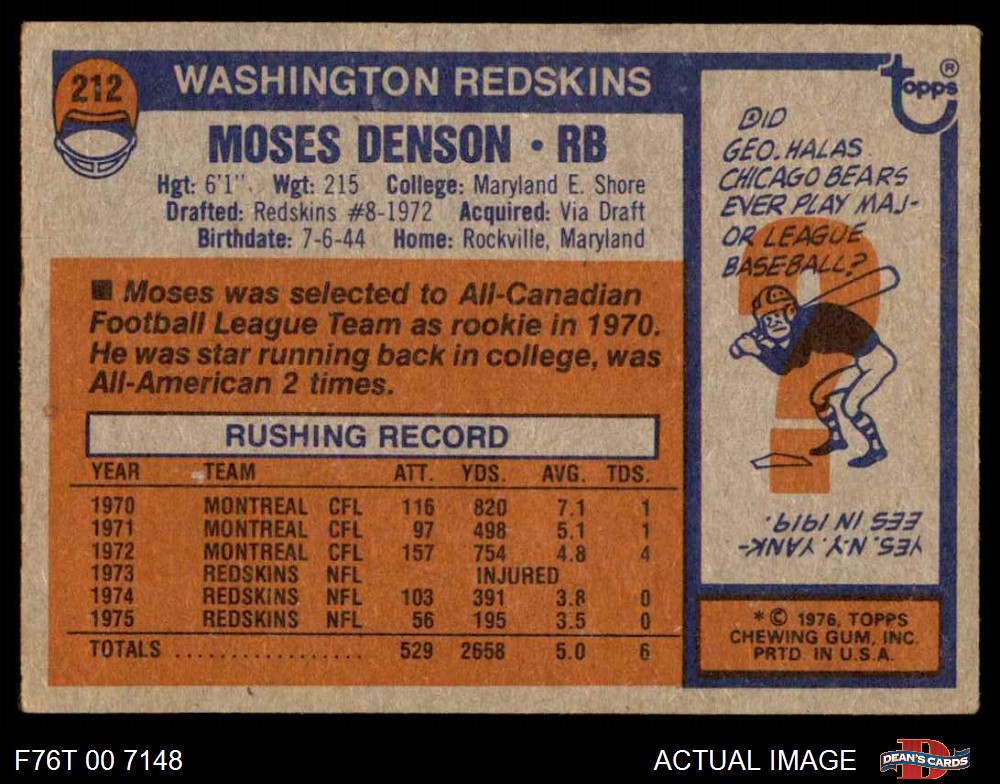 212
WASHINGTON REDSKINS
MOSES DENSON • RB
Hgt: 6'1" Wgt: 215 College: Maryland E. Shore
Drafted: Redskins #8-1972 Acquired: Via Draft
Birthdate: 7-6-44 Home: Rockville, Maryland
■ Moses was selected to All-Canadian
Football League Team as rookie in 1970.
He was star running back in college, was
All-American 2 times.
RUSHING RECORD
YEAR TEAM ATT. YDS. AVG. TDS.
1970 MONTREAL CFL 116 820 7.1 1
1971 MONTREAL CFL 97 498 5.1 1
1972 MONTREAL CFL 157 754 4.8 4
1973 REDSKINS NFL INJURED
1974 REDSKINS NFL 103 391 3.8 0
1975 REDSKINS NFL 56 195 3.5 0
TOTALS .................. 529 2658 5.0 6
topps ®
DID
GEO. HALAS
CHICAGO BEARS
EVER PLAY MAJ-
OR LEAGUE
BASEBALL?
?
YES. N.Y. YANK-
EES IN 1919.
* © 1976, TOPPS
CHEWING GUM, INC.
PRTD. IN U.S.A.
F76T 00 7148
ACTUAL IMAGE
D
DEAN'S CARDS